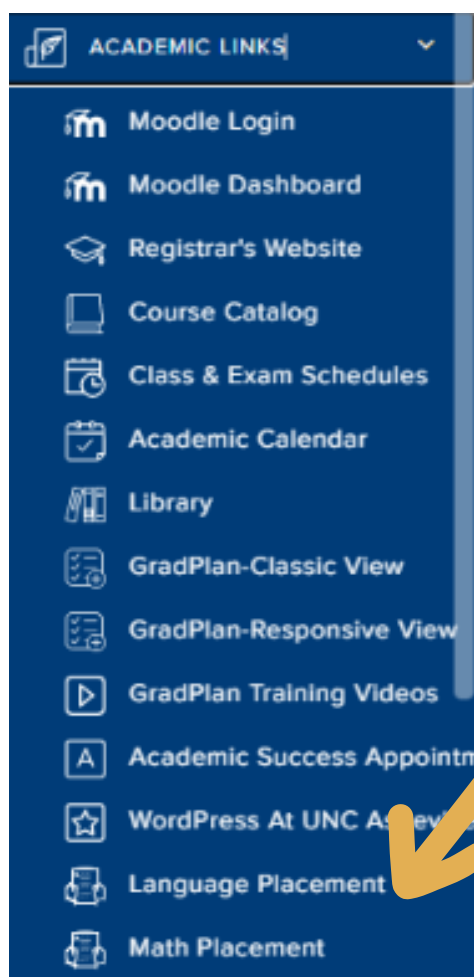 ACADEMIC LINKS
Moodle Login
Moodle Dashboard
Registrar's Website
Course Catalog
Class & Exam Schedules
Academic Calendar
Library
GradPlan-Classic View
GradPlan-Responsive View
GradPlan Training Videos
A Academic Success
WordPress At UNC
Language Placement
Math Placement